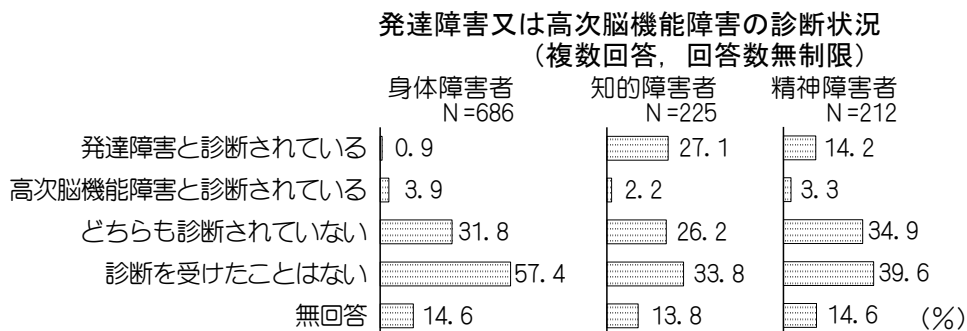 発達障害又は高次脳機能障害の診断状況
（複数回答，回答数無制限）
身体障害者 知的障害者 精神障害者
N=686 N=225 N=212
発達障害と診断されている 0.9 27.1 14.2
高次脳機能障害と診断されている 3.9 2.2 3.3
どちらも診断されていない 31.8 26.2 34.9
診断を受けたことはない 57.4 33.8 39.6
無回答 14.6 13.8 14.6 (%)